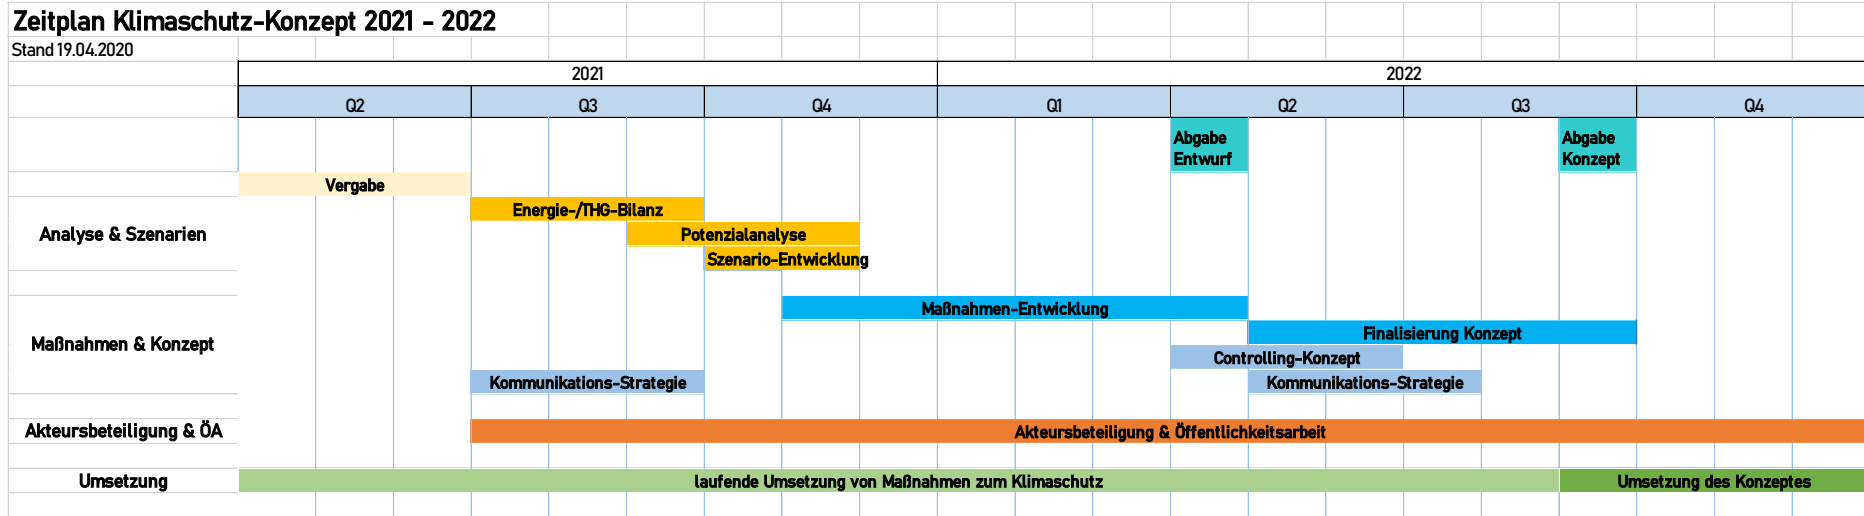 Zeitplan Klimaschutz-Konzept 2021 - 2022
Stand 19.04.2020
2021
2022
Q2
Q3
Q4
Q1
Q2
Q3
Q4
Abgabe
Entwurf
Abgabe
Konzept
Vergabe
Energie-/THG-Bilanz
Analyse & Szenarien
Potenzialanalyse
Szenario-Entwicklung
Maßnahmen-Entwicklung
Finalisierung Konzept
Maßnahmen & Konzept
Controlling-Konzept
Kommunikations-Strategie
Kommunikations-Strategie
Akteursbeteiligung & ÖA
Akteursbeteiligung & Öffentlichkeitsarbeit
Umsetzung
laufende Umsetzung von Maßnahmen zum Klimaschutz
Umsetzung des Konzeptes